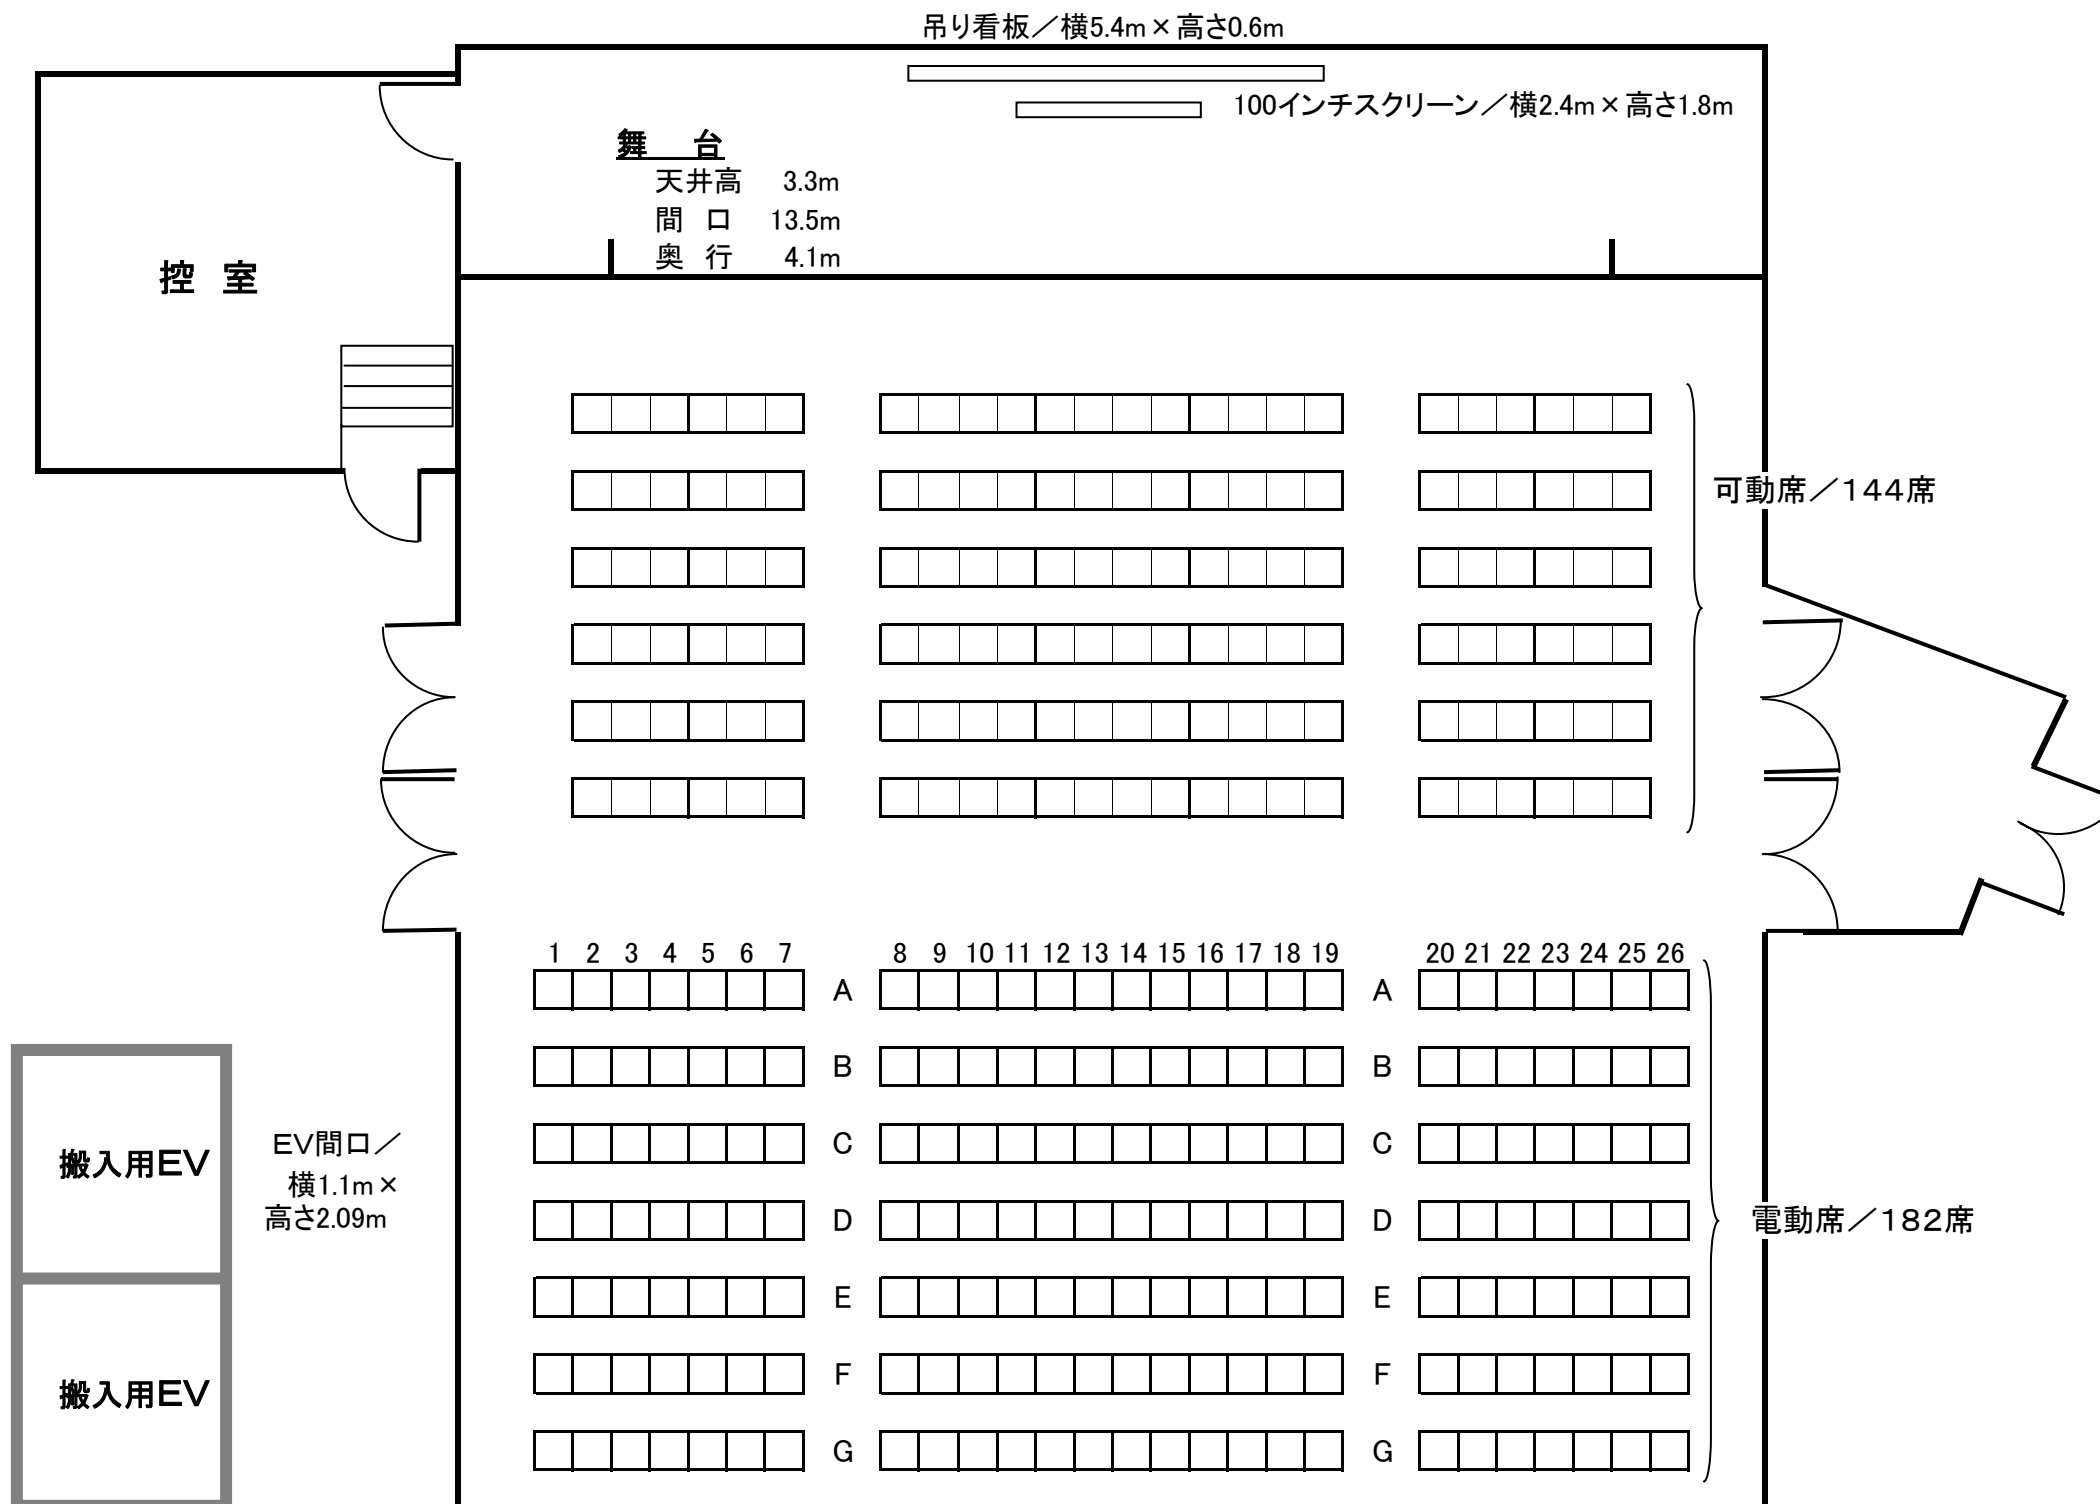 吊り看板／横5.4m×高さ0.6m
100インチスクリーン／横2.4m×高さ1.8m
舞　台
天井高　3.3m
間　口　13.5m
奥　行　4.1m
控　室
可動席／144席
1 2 3 4 5 6 7 8 9 10 11 12 13 14 15 16 17 18 19 20 21 22 23 24 25 26
A A
B B
C C
D D
E E
F F
G G
電動席／182席
搬入用EV
EV間口／
横1.1m×
高さ2.09m
搬入用EV